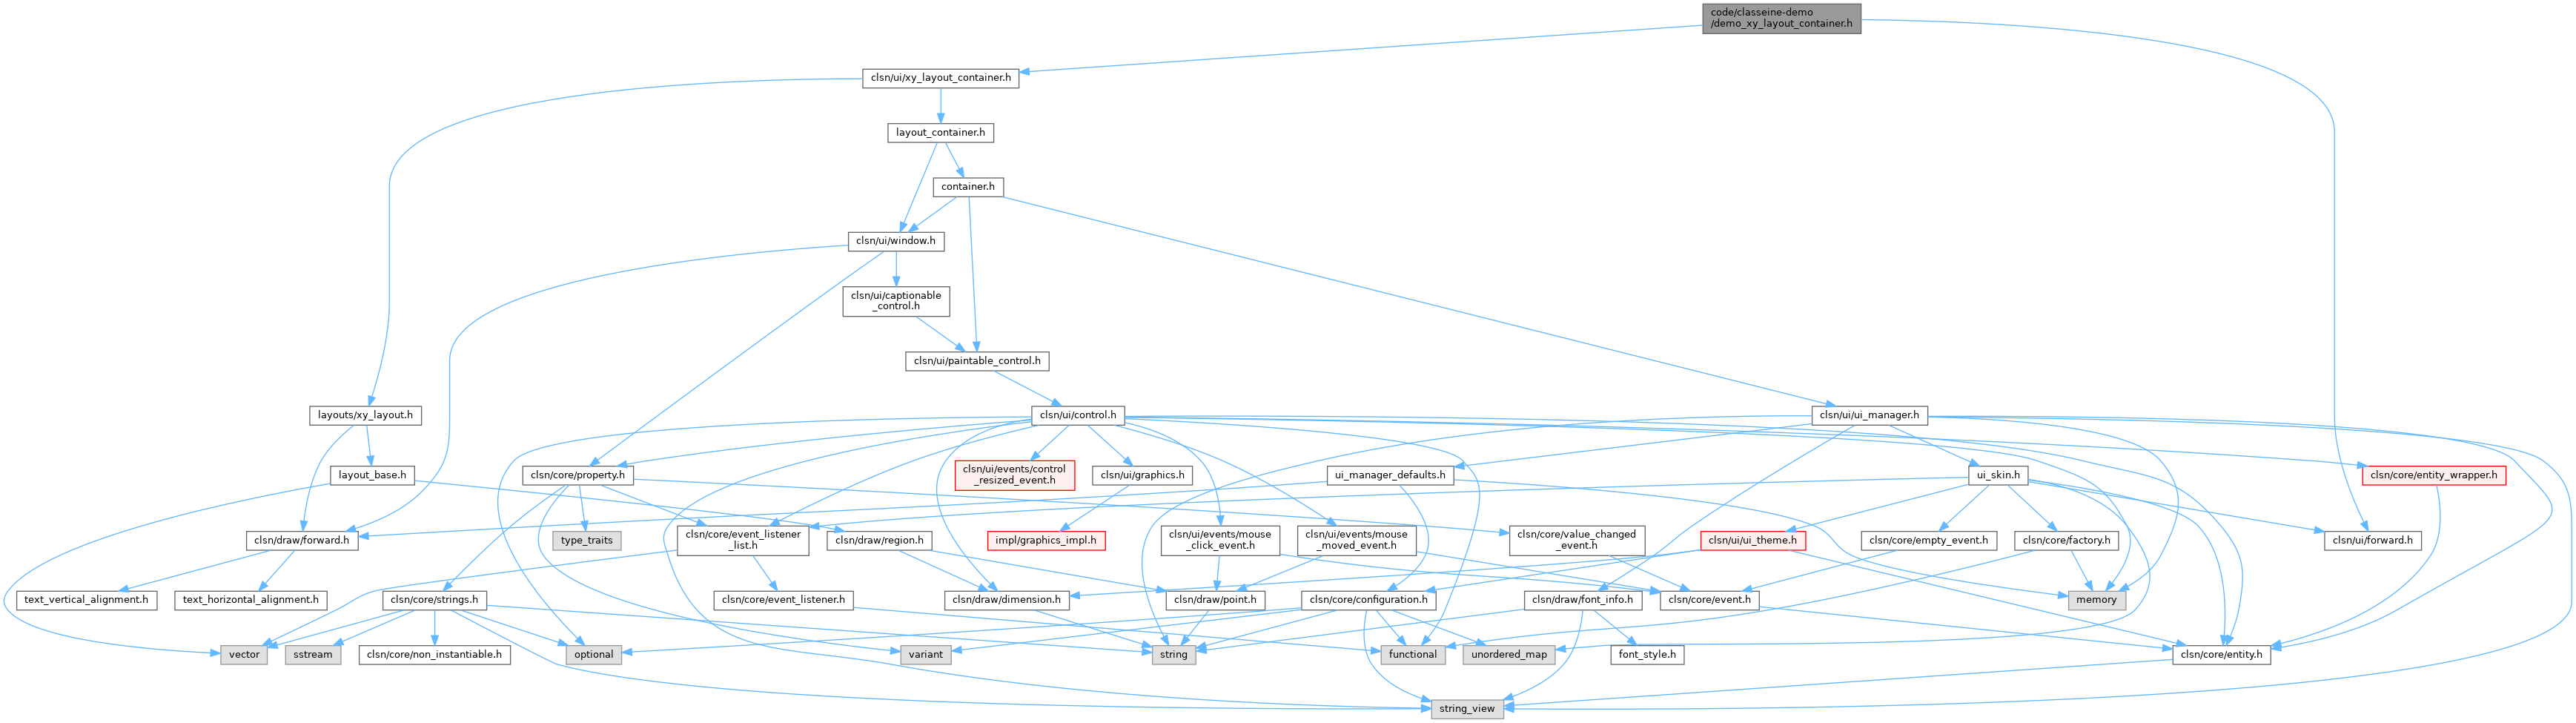 code/classeine-demo
/demo_xy_layout_container.h
clsn/ui/xy_layout_container.h
layout_container.h
container.h
clsn/ui/window.h
clsn/ui/captionable
_control.h
clsn/ui/paintable_control.h
layouts/xy_layout.h
clsn/ui/control.h
clsn/ui/ui_manager.h
layout_base.h
clsn/core/property.h
clsn/ui/events/control
_resized_event.h
clsn/ui/graphics.h
ui_manager_defaults.h
ui_skin.h
clsn/core/entity_wrapper.h
clsn/draw/forward.h
type_traits
clsn/core/event_listener
_list.h
clsn/draw/region.h
impl/graphics_impl.h
clsn/ui/events/mouse
_click_event.h
clsn/ui/events/mouse
_moved_event.h
clsn/core/value_changed
_event.h
clsn/ui/ui_theme.h
clsn/core/empty_event.h
clsn/core/factory.h
clsn/ui/forward.h
text_vertical_alignment.h
text_horizontal_alignment.h
clsn/core/strings.h
clsn/core/event_listener.h
clsn/draw/dimension.h
clsn/draw/point.h
clsn/core/configuration.h
clsn/draw/font_info.h
clsn/core/event.h
memory
vector
sstream
clsn/core/non_instantiable.h
optional
variant
string
functional
unordered_map
font_style.h
clsn/core/entity.h
string_view